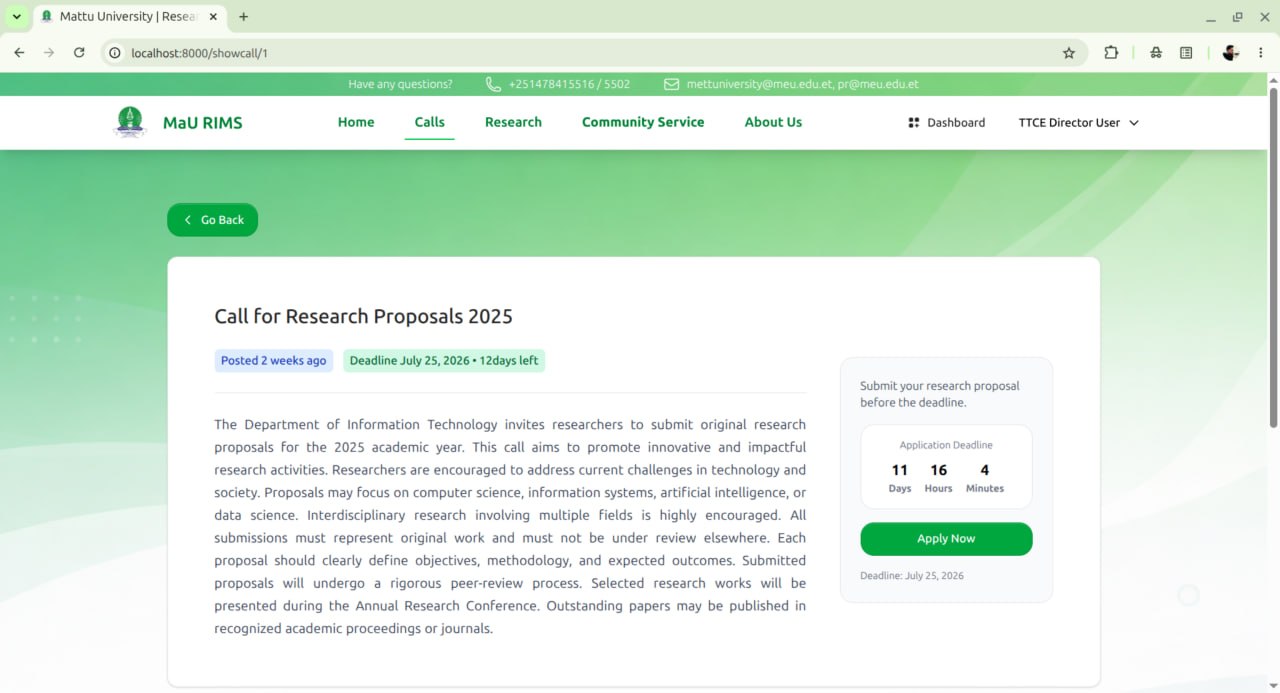 Mattu University | Resear
localhost:8000/showcall/1
Have any questions? +251478415516 / 5502 mettuniversity@meu.edu.et, pr@meu.edu.et
MaU RIMS Home Calls Research Community Service About Us Dashboard TTCE Director User
Go Back
Call for Research Proposals 2025
Posted 2 weeks ago Deadline July 25, 2026 • 12days left
The Department of Information Technology invites researchers to submit original research
proposals for the 2025 academic year. This call aims to promote innovative and impactful
research activities. Researchers are encouraged to address current challenges in technology and
society. Proposals may focus on computer science, information systems, artificial intelligence, or
data science. Interdisciplinary research involving multiple fields is highly encouraged. All
submissions must represent original work and must not be under review elsewhere. Each
proposal should clearly define objectives, methodology, and expected outcomes. Submitted
proposals will undergo a rigorous peer-review process. Selected research works will be
presented during the Annual Research Conference. Outstanding papers may be published in
recognized academic proceedings or journals.
Submit your research proposal
before the deadline.
Application Deadline
11 16 4
Days Hours Minutes
Apply Now
Deadline: July 25, 2026